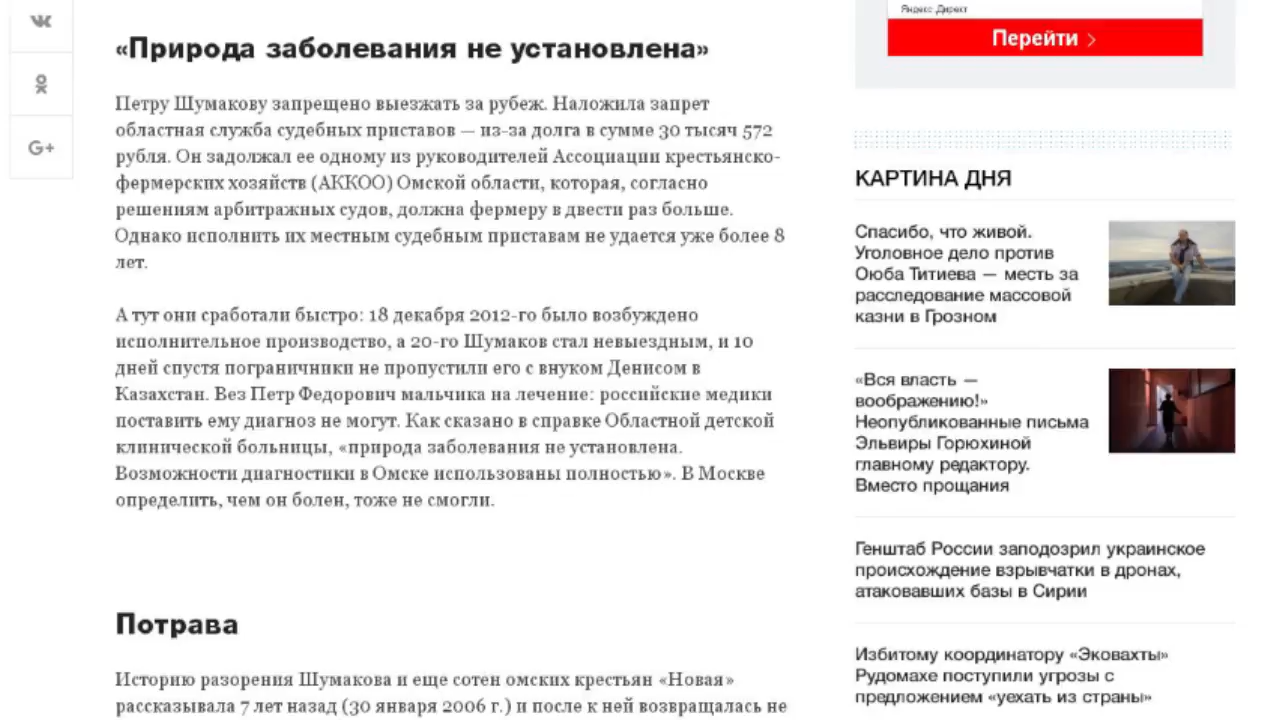 «Природа заболевания не установлена»
Петру Шумакову запрещено выезжать за рубеж. Наложила запрет
областная служба судебных приставов — из-за долга в сумме 30 тысяч 572
рубля. Он задолжал ее одному из руководителей Ассоциации крестьянско-
фермерских хозяйств (АККОО) Омской области, которая, согласно
решениям арбитражных судов, должна фермеру в двести раз больше.
Однако исполнить их местным судебным приставам не удается уже более 8
лет.
А тут они сработали быстро: 18 декабря 2012-го было возбуждено
исполнительное производство, а 20-го Шумаков стал невыездным, и 10
дней спустя пограничники не пропустили его с внуком Денисом в
Казахстан. Вез Петр Федорович мальчика на лечение: российские медики
поставить ему диагноз не могут. Как сказано в справке Областной детской
клинической больницы, «природа заболевания не установлена.
Возможности диагностики в Омске использованы полностью». В Москве
определить, чем он болен, тоже не смогли.
Потрава
Историю разорения Шумакова и еще сотен омских крестьян «Новая»
рассказывала 7 лет назад (30 января 2006 г.) и после к ней возвращалась не
G+
Яндекс Директ
Перейти
КАРТИНА ДНЯ
Спасибо, что живой.
Уголовное дело против
Оюба Титиева — месть за
расследование массовой
казни в Грозном
«Вся власть —
воображению!»
Неопубликованные письма
Эльвиры Горюхиной
главному редактору.
Вместо прощания
Генштаб России заподозрил украинское
происхождение взрывчатки в дронах,
атаковавших базы в Сирии
Избитому координатору «Эковахты»
Рудомахе поступили угрозы с
предложением «уехать из страны»